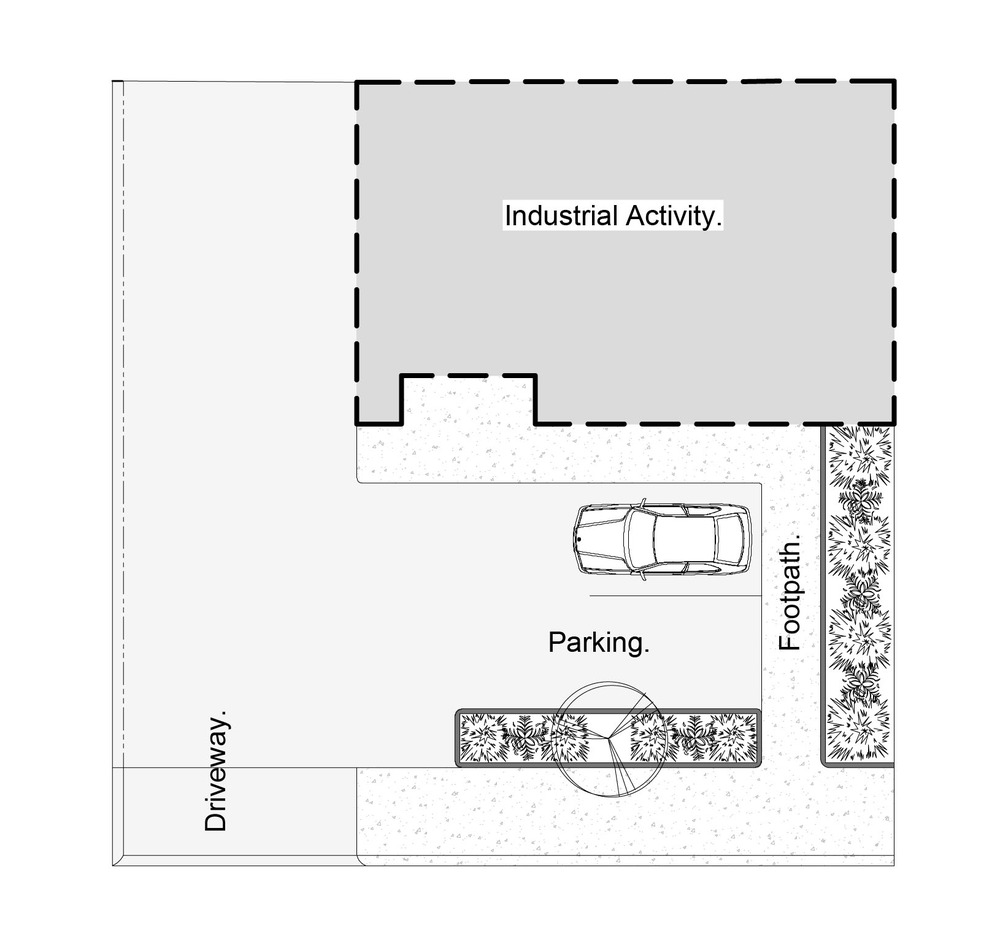 Industrial Activity.
Footpath.
Parking.
Driveway.